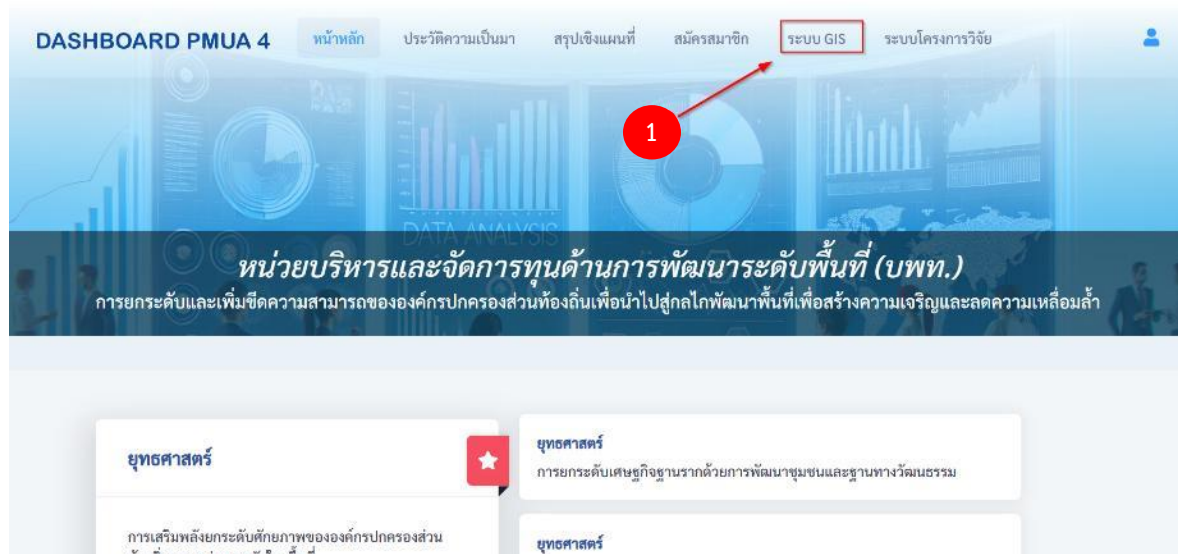 DASHBOARD PMUA 4 หน้าหลัก ประวัติความเป็นมา สรุปเชิงแผนที่ สมัครสมาชิก ระบบ GIS ระบบโครงการวิจัย
1
DATA ANALYSIS
หน่วยบริหารและจัดการทุนด้านการพัฒนาระดับพื้นที่ (บพท.)
การยกระดับและเพิ่มขีดความสามารถขององค์กรปกครองส่วนท้องถิ่นเพื่อนำไปสู่กลไกพัฒนาพื้นที่เพื่อสร้างความเจริญและลดความเหลื่อมล้ำ
ยุทธศาสตร์
การเสริมพลังยกระดับศักยภาพขององค์กรปกครองส่วน
ยุทธศาสตร์
การยกระดับเศรษฐกิจฐานรากด้วยการพัฒนาชุมชนและฐานทางวัฒนธรรม
ยุทธศาสตร์